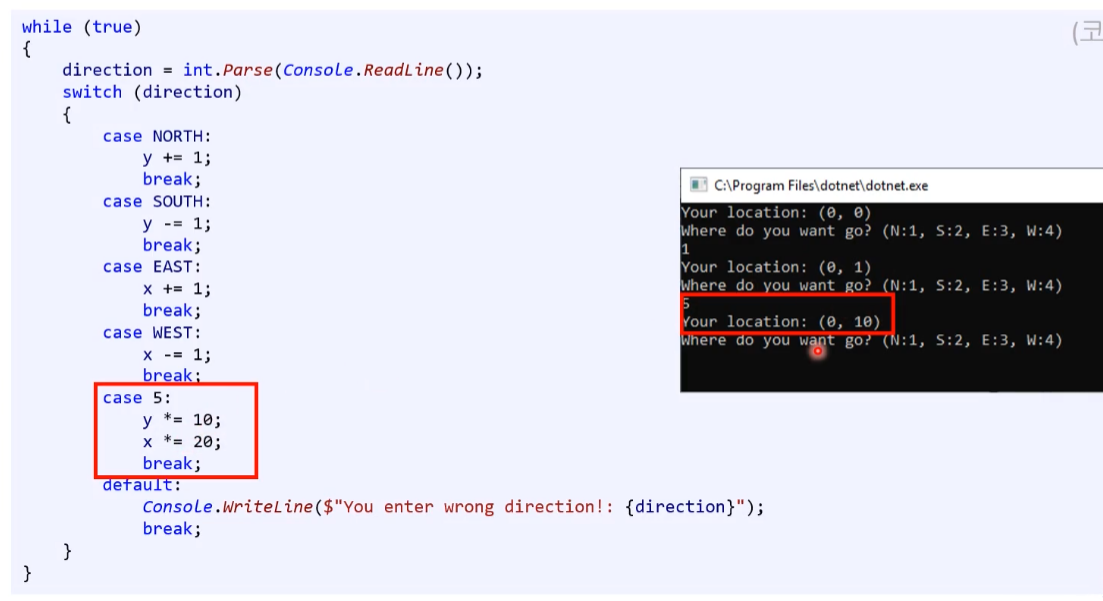 while (true)
{
direction = int.Parse(Console.ReadLine());
switch (direction)
{
case NORTH:
y += 1;
break;
case SOUTH:
y -= 1;
break;
case EAST:
x += 1;
break;
case WEST:
x -= 1;
break;
case 5:
y *= 10;
x *= 20;
break;
default:
Console.WriteLine($"You enter wrong direction!: {direction}");
break;
}
}
(코
C:\Program Files\dotnet\dotnet.exe
Your location: (0, 0)
Where do you want go? (N:1, S:2, E:3, W:4)
1
Your location: (0, 1)
Where do you want go? (N:1, S:2, E:3, W:4)
5
Your location: (0, 10)
Where do you want go? (N:1, S:2, E:3, W:4)